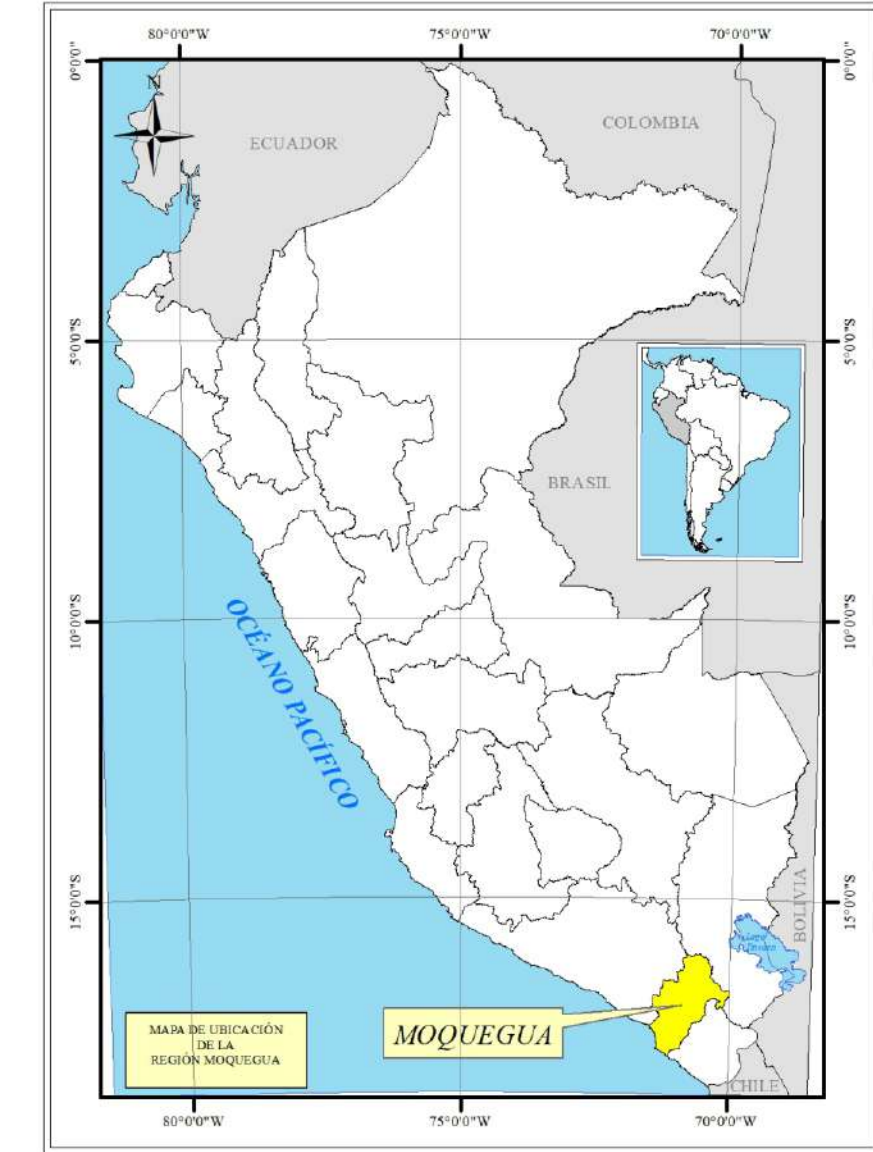 80°0'0"W 75°0'0"W 70°0'0"W
0°0'0" 0°0'0"
N
ECUADOR
COLOMBIA
5°0'0"S 5°0'0"S
BRASIL
OCÉANO PACÍFICO
10°0'0"S 10°0'0"S
15°0'0"S 15°0'0"S
BOLIVIA
Lago
Titicaca
MOQUEGUA
MAPA DE UBICACIÓN
DE LA
REGIÓN MOQUEGUA
CHILE
80°0'0"W 75°0'0"W 70°0'0"W